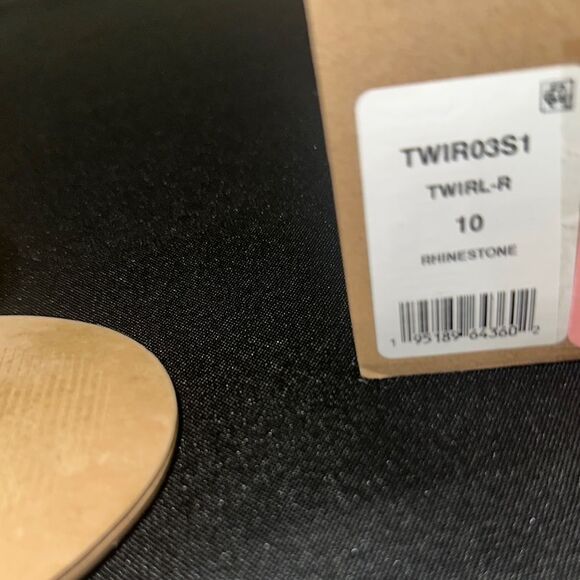 TWIR03S1
TWIRL-R
10
RHINESTONE
1 95189 64360 2